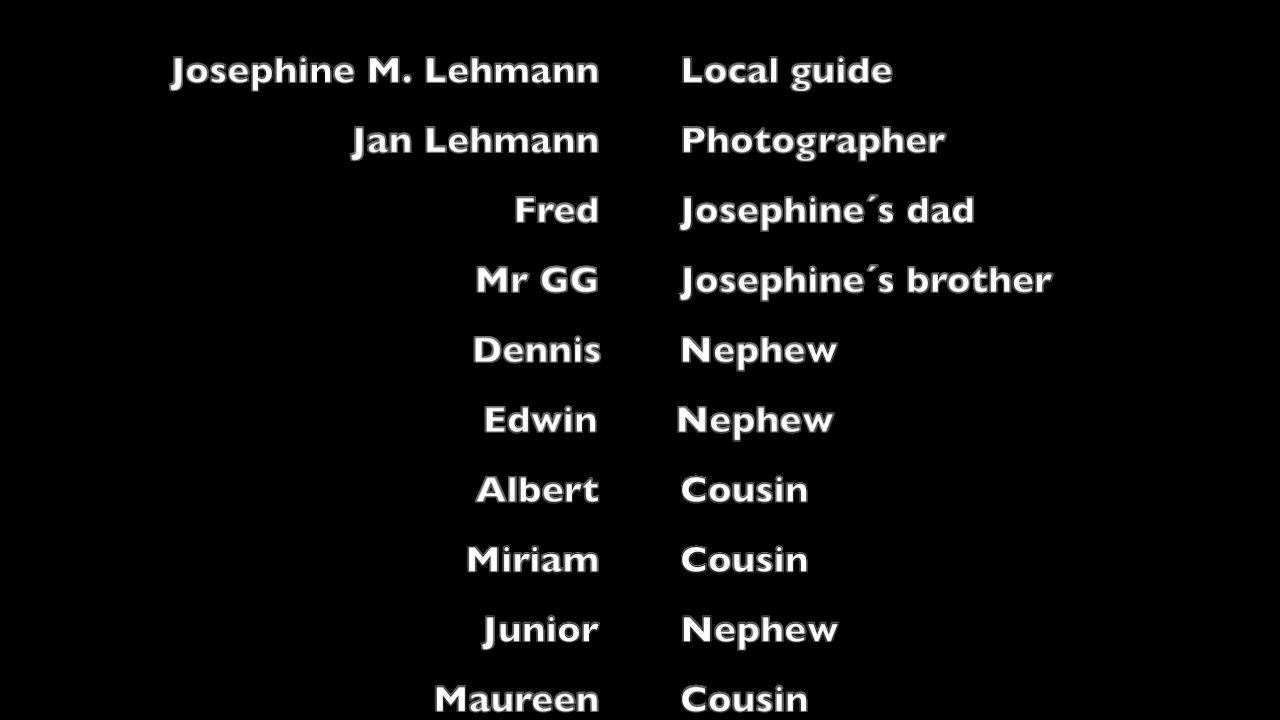 Josephine M. Lehmann Local guide
Jan Lehmann Photographer
Fred Josephine´s dad
Mr GG Josephine´s brother
Dennis Nephew
Edwin Nephew
Albert Cousin
Miriam Cousin
Junior Nephew
Maureen Cousin